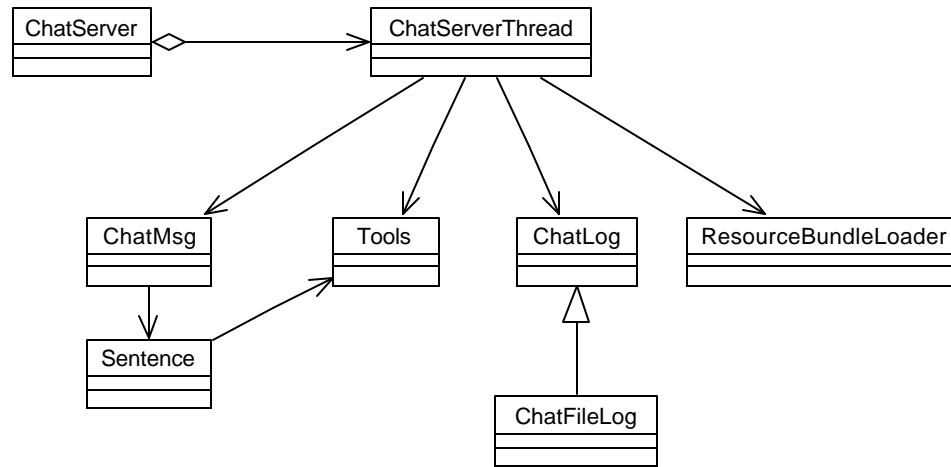 ChatServer
ChatServerThread
ChatMsg
Tools
ChatLog
ResourceBundleLoader
Sentence
ChatFileLog